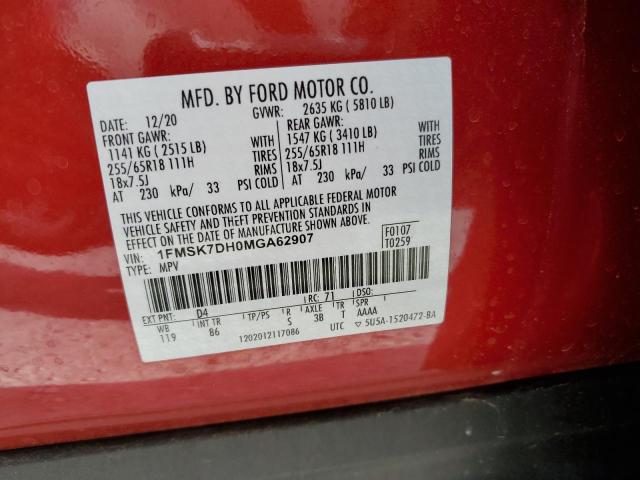 MFD. BY FORD MOTOR CO.
DATE: 12/20 GVWR: 2635 KG ( 5810 LB)
FRONT GAWR: REAR GAWR:
1141 KG ( 2515 LB) WITH 1547 KG ( 3410 LB) WITH
255/65R18 111H TIRES 255/65R18 111H TIRES
18x7.5J RIMS 18x7.5J RIMS
AT 230 kPa/ 33 PSI COLD AT 230 kPa/ 33 PSI COLD
THIS VEHICLE CONFORMS TO ALL APPLICABLE FEDERAL MOTOR
VEHICLE SAFETY AND THEFT PREVENTION STANDARDS IN
EFFECT ON THE DATE OF MANUFACTURE SHOWN ABOVE.
VIN: 1FMSK7DH0MGA62907 F0107
TYPE: MPV T0259
EXT PNT: D4 RC: 71 DSO:
WB INT TR TP/PS R AXLE TR SPR
119 86 S 3B T AAAA
1202012117086 UTC ▽ 5U5A-1520472-BA